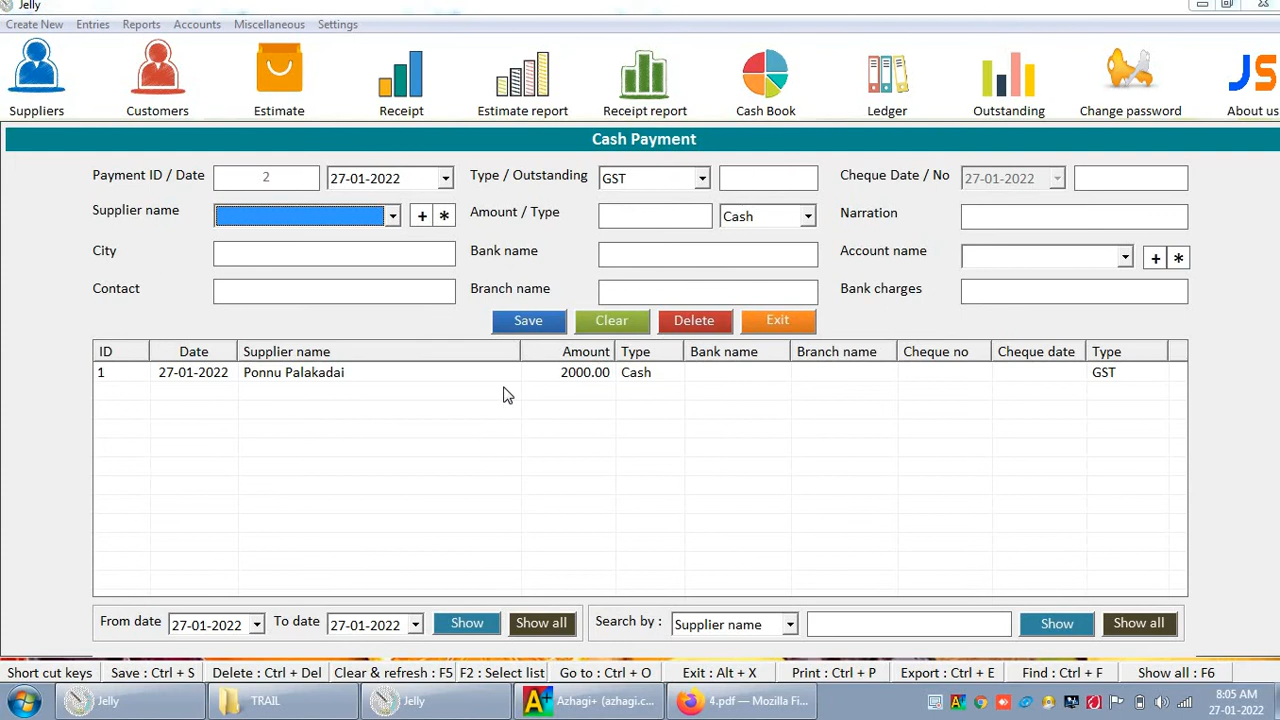 Jelly
Create New Entries Reports Accounts Miscellaneous Settings
Suppliers Customers Estimate Receipt Estimate report Receipt report Cash Book Ledger Outstanding Change password JS About us
Cash Payment
Payment ID / Date 2 27-01-2022 Type / Outstanding GST Cheque Date / No 27-01-2022
Supplier name + * Amount / Type Cash Narration
City Bank name Account name + *
Contact Branch name Bank charges
Save Clear Delete Exit
ID Date Supplier name Amount Type Bank name Branch name Cheque no Cheque date Type
1 27-01-2022 Ponnu Palakadai 2000.00 Cash GST
From date 27-01-2022 To date 27-01-2022 Show Show all Search by : Supplier name Show Show all
Short cut keys Save : Ctrl + S Delete : Ctrl + Del Clear & refresh : F5 F2 : Select list Go to : Ctrl + O Exit : Alt + X Print : Ctrl + P Export : Ctrl + E Find : Ctrl + F Show all : F6
Jelly TRAIL Jelly A+ Azhagi+ (azhagi.c... 4.pdf — Mozilla Fi... 8:05 AM
27-01-2022